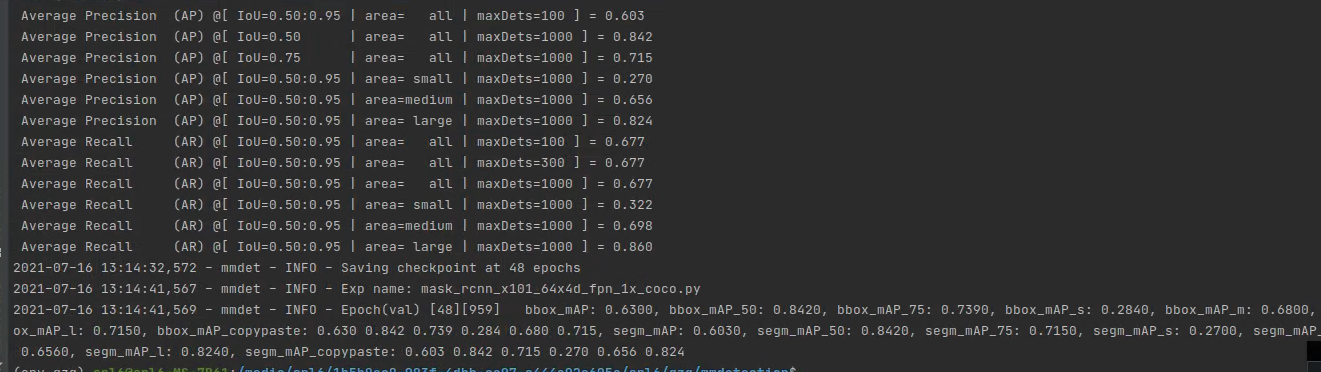 Average Precision  (AP) @[ IoU=0.50:0.95 | area=   all | maxDets=100 ] = 0.603
Average Precision  (AP) @[ IoU=0.50      | area=   all | maxDets=1000 ] = 0.842
Average Precision  (AP) @[ IoU=0.75      | area=   all | maxDets=1000 ] = 0.715
Average Precision  (AP) @[ IoU=0.50:0.95 | area= small | maxDets=1000 ] = 0.270
Average Precision  (AP) @[ IoU=0.50:0.95 | area=medium | maxDets=1000 ] = 0.656
Average Precision  (AP) @[ IoU=0.50:0.95 | area= large | maxDets=1000 ] = 0.824
Average Recall     (AR) @[ IoU=0.50:0.95 | area=   all | maxDets=100 ] = 0.677
Average Recall     (AR) @[ IoU=0.50:0.95 | area=   all | maxDets=300 ] = 0.677
Average Recall     (AR) @[ IoU=0.50:0.95 | area=   all | maxDets=1000 ] = 0.677
Average Recall     (AR) @[ IoU=0.50:0.95 | area= small | maxDets=1000 ] = 0.322
Average Recall     (AR) @[ IoU=0.50:0.95 | area=medium | maxDets=1000 ] = 0.698
Average Recall     (AR) @[ IoU=0.50:0.95 | area= large | maxDets=1000 ] = 0.860
2021-07-16 13:14:32,572 - mmdet - INFO - Saving checkpoint at 48 epochs
2021-07-16 13:14:41,567 - mmdet - INFO - Exp name: mask_rcnn_x101_64x4d_fpn_1x_coco.py
2021-07-16 13:14:41,569 - mmdet - INFO - Epoch(val) [48][959]   bbox_mAP: 0.6300, bbox_mAP_50: 0.8420, bbox_mAP_75: 0.7390, bbox_mAP_s: 0.2840, bbox_mAP_m: 0.6800,
ox_mAP_l: 0.7150, bbox_mAP_copypaste: 0.630 0.842 0.739 0.284 0.680 0.715, segm_mAP: 0.6030, segm_mAP_50: 0.8420, segm_mAP_75: 0.7150, segm_mAP_s: 0.2700, segm_mAP_
0.6560, segm_mAP_l: 0.8240, segm_mAP_copypaste: 0.603 0.842 0.715 0.270 0.656 0.824